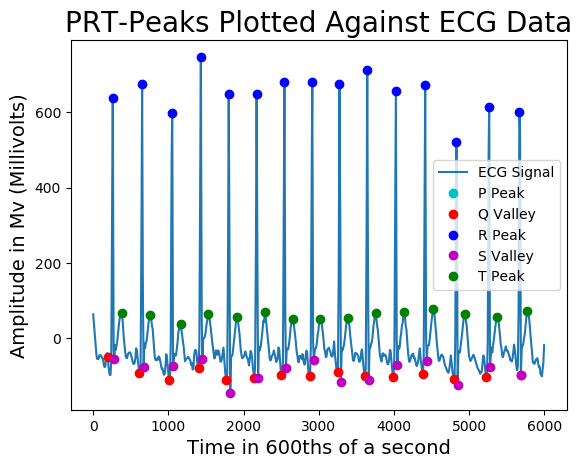 PRT-Peaks Plotted Against ECG Data
Amplitude in Mv (Millivolts)
600
400
200
0
ECG Signal
P Peak
Q Valley
R Peak
S Valley
T Peak
0 1000 2000 3000 4000 5000 6000
Time in 600ths of a second